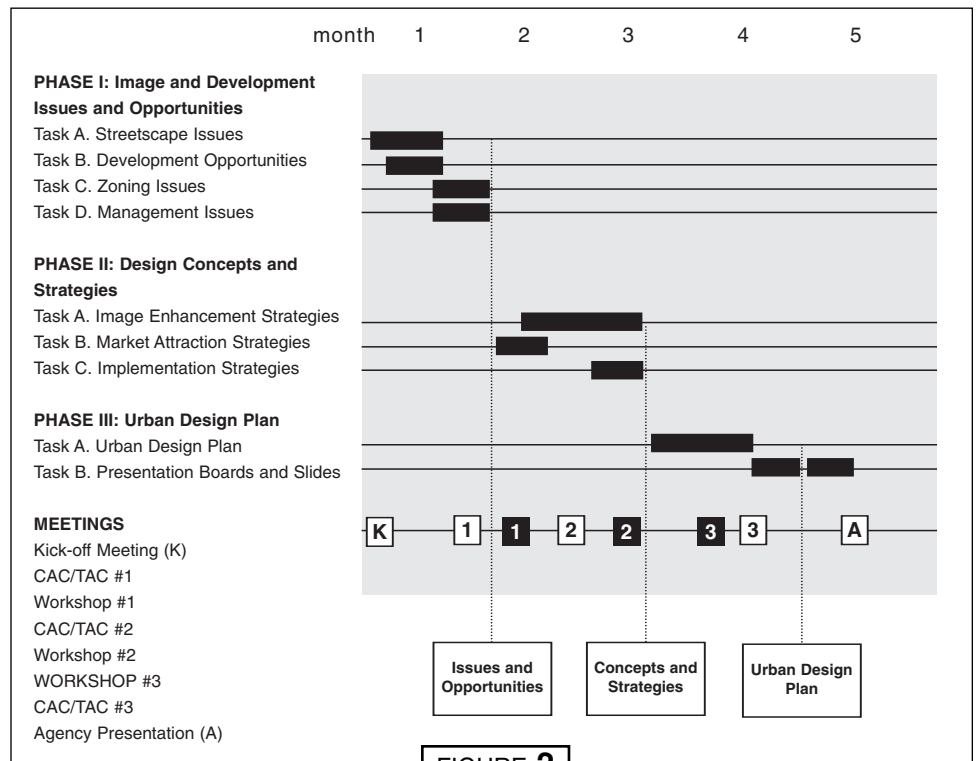 month 1 2 3 4 5
PHASE I: Image and Development
Issues and Opportunities
Task A. Streetscape Issues
Task B. Development Opportunities
Task C. Zoning Issues
Task D. Management Issues
PHASE II: Design Concepts and
Strategies
Task A. Image Enhancement Strategies
Task B. Market Attraction Strategies
Task C. Implementation Strategies
PHASE III: Urban Design Plan
Task A. Urban Design Plan
Task B. Presentation Boards and Slides
MEETINGS
K 1 1 2 2 3 3 A
Kick-off Meeting (K)
CAC/TAC #1
Workshop #1
CAC/TAC #2
Workshop #2
WORKSHOP #3
CAC/TAC #3
Agency Presentation (A)
Issues and
Opportunities
Concepts and
Strategies
Urban Design
Plan